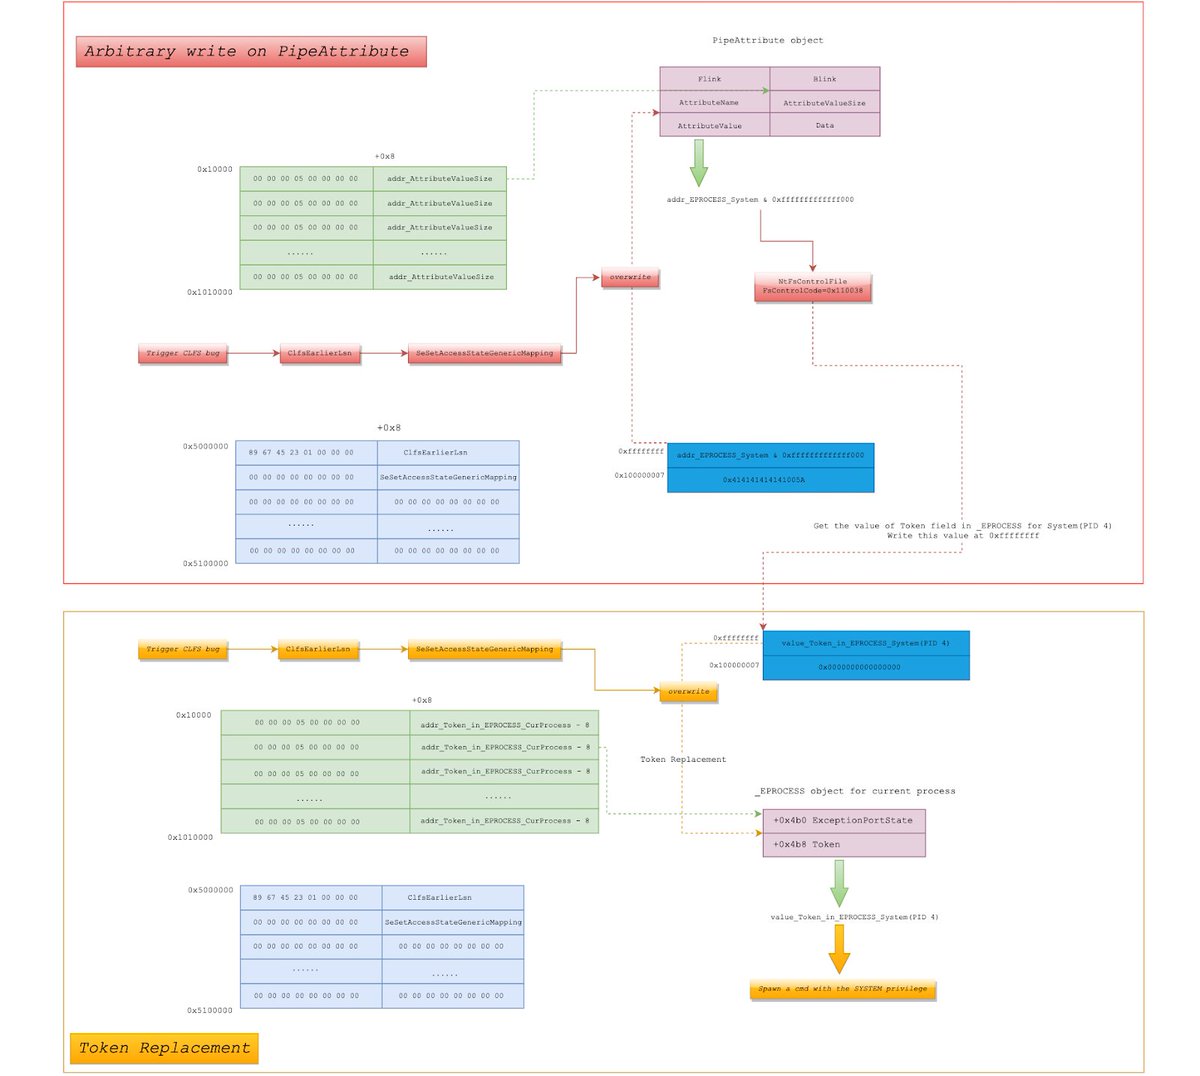 Arbitrary write on PipeAttribute
PipeAttribute object
Flink Blink
AttributeName AttributeValueSize
AttributeValue Data
+0x8
0x10000
00 00 00 05 00 00 00 00 addr_AttributeValueSize
00 00 00 05 00 00 00 00 addr_AttributeValueSize
00 00 00 05 00 00 00 00 addr_AttributeValueSize
...... ......
00 00 00 05 00 00 00 00 addr_AttributeValueSize
0x1010000
addr_EPROCESS_System & 0xfffffffffffff000
overwrite
NtFsControlFile
FsControlCode=0x110038
Trigger CLFS bug
ClfsEarlierLsn
SeSetAccessStateGenericMapping
+0x8
0x5000000
89 67 45 23 01 00 00 00 ClfsEarlierLsn
00 00 00 00 00 00 00 00 SeSetAccessStateGenericMapping
00 00 00 00 00 00 00 00 00 00 00 00 00 00 00 00
...... ......
00 00 00 00 00 00 00 00 00 00 00 00 00 00 00 00
0x5100000
0xffffffff
addr_EPROCESS_System & 0xfffffffffffff000
0x100000007
0x414141414141005A
Get the value of Token field in _EPROCESS for System(PID 4)
Write this value at 0xffffffff
Trigger CLFS bug
ClfsEarlierLsn
SeSetAccessStateGenericMapping
0xffffffff
value_Token_in_EPROCESS_System(PID 4)
0x100000007
0x0000000000000000
overwrite
+0x8
0x10000
00 00 00 05 00 00 00 00 addr_Token_in_EPROCESS_CurProcess - 8
00 00 00 05 00 00 00 00 addr_Token_in_EPROCESS_CurProcess - 8
00 00 00 05 00 00 00 00 addr_Token_in_EPROCESS_CurProcess - 8
...... ......
00 00 00 05 00 00 00 00 addr_Token_in_EPROCESS_CurProcess - 8
0x1010000
Token Replacement
_EPROCESS object for current process
+0x4b0 ExceptionPortState
+0x4b8 Token
0x5000000
89 67 45 23 01 00 00 00 ClfsEarlierLsn
00 00 00 00 00 00 00 00 SeSetAccessStateGenericMapping
00 00 00 00 00 00 00 00 00 00 00 00 00 00 00 00
...... ......
00 00 00 00 00 00 00 00 00 00 00 00 00 00 00 00
0x5100000
value_Token_in_EPROCESS_System(PID 4)
Spawn a cmd with the SYSTEM privilege
Token Replacement